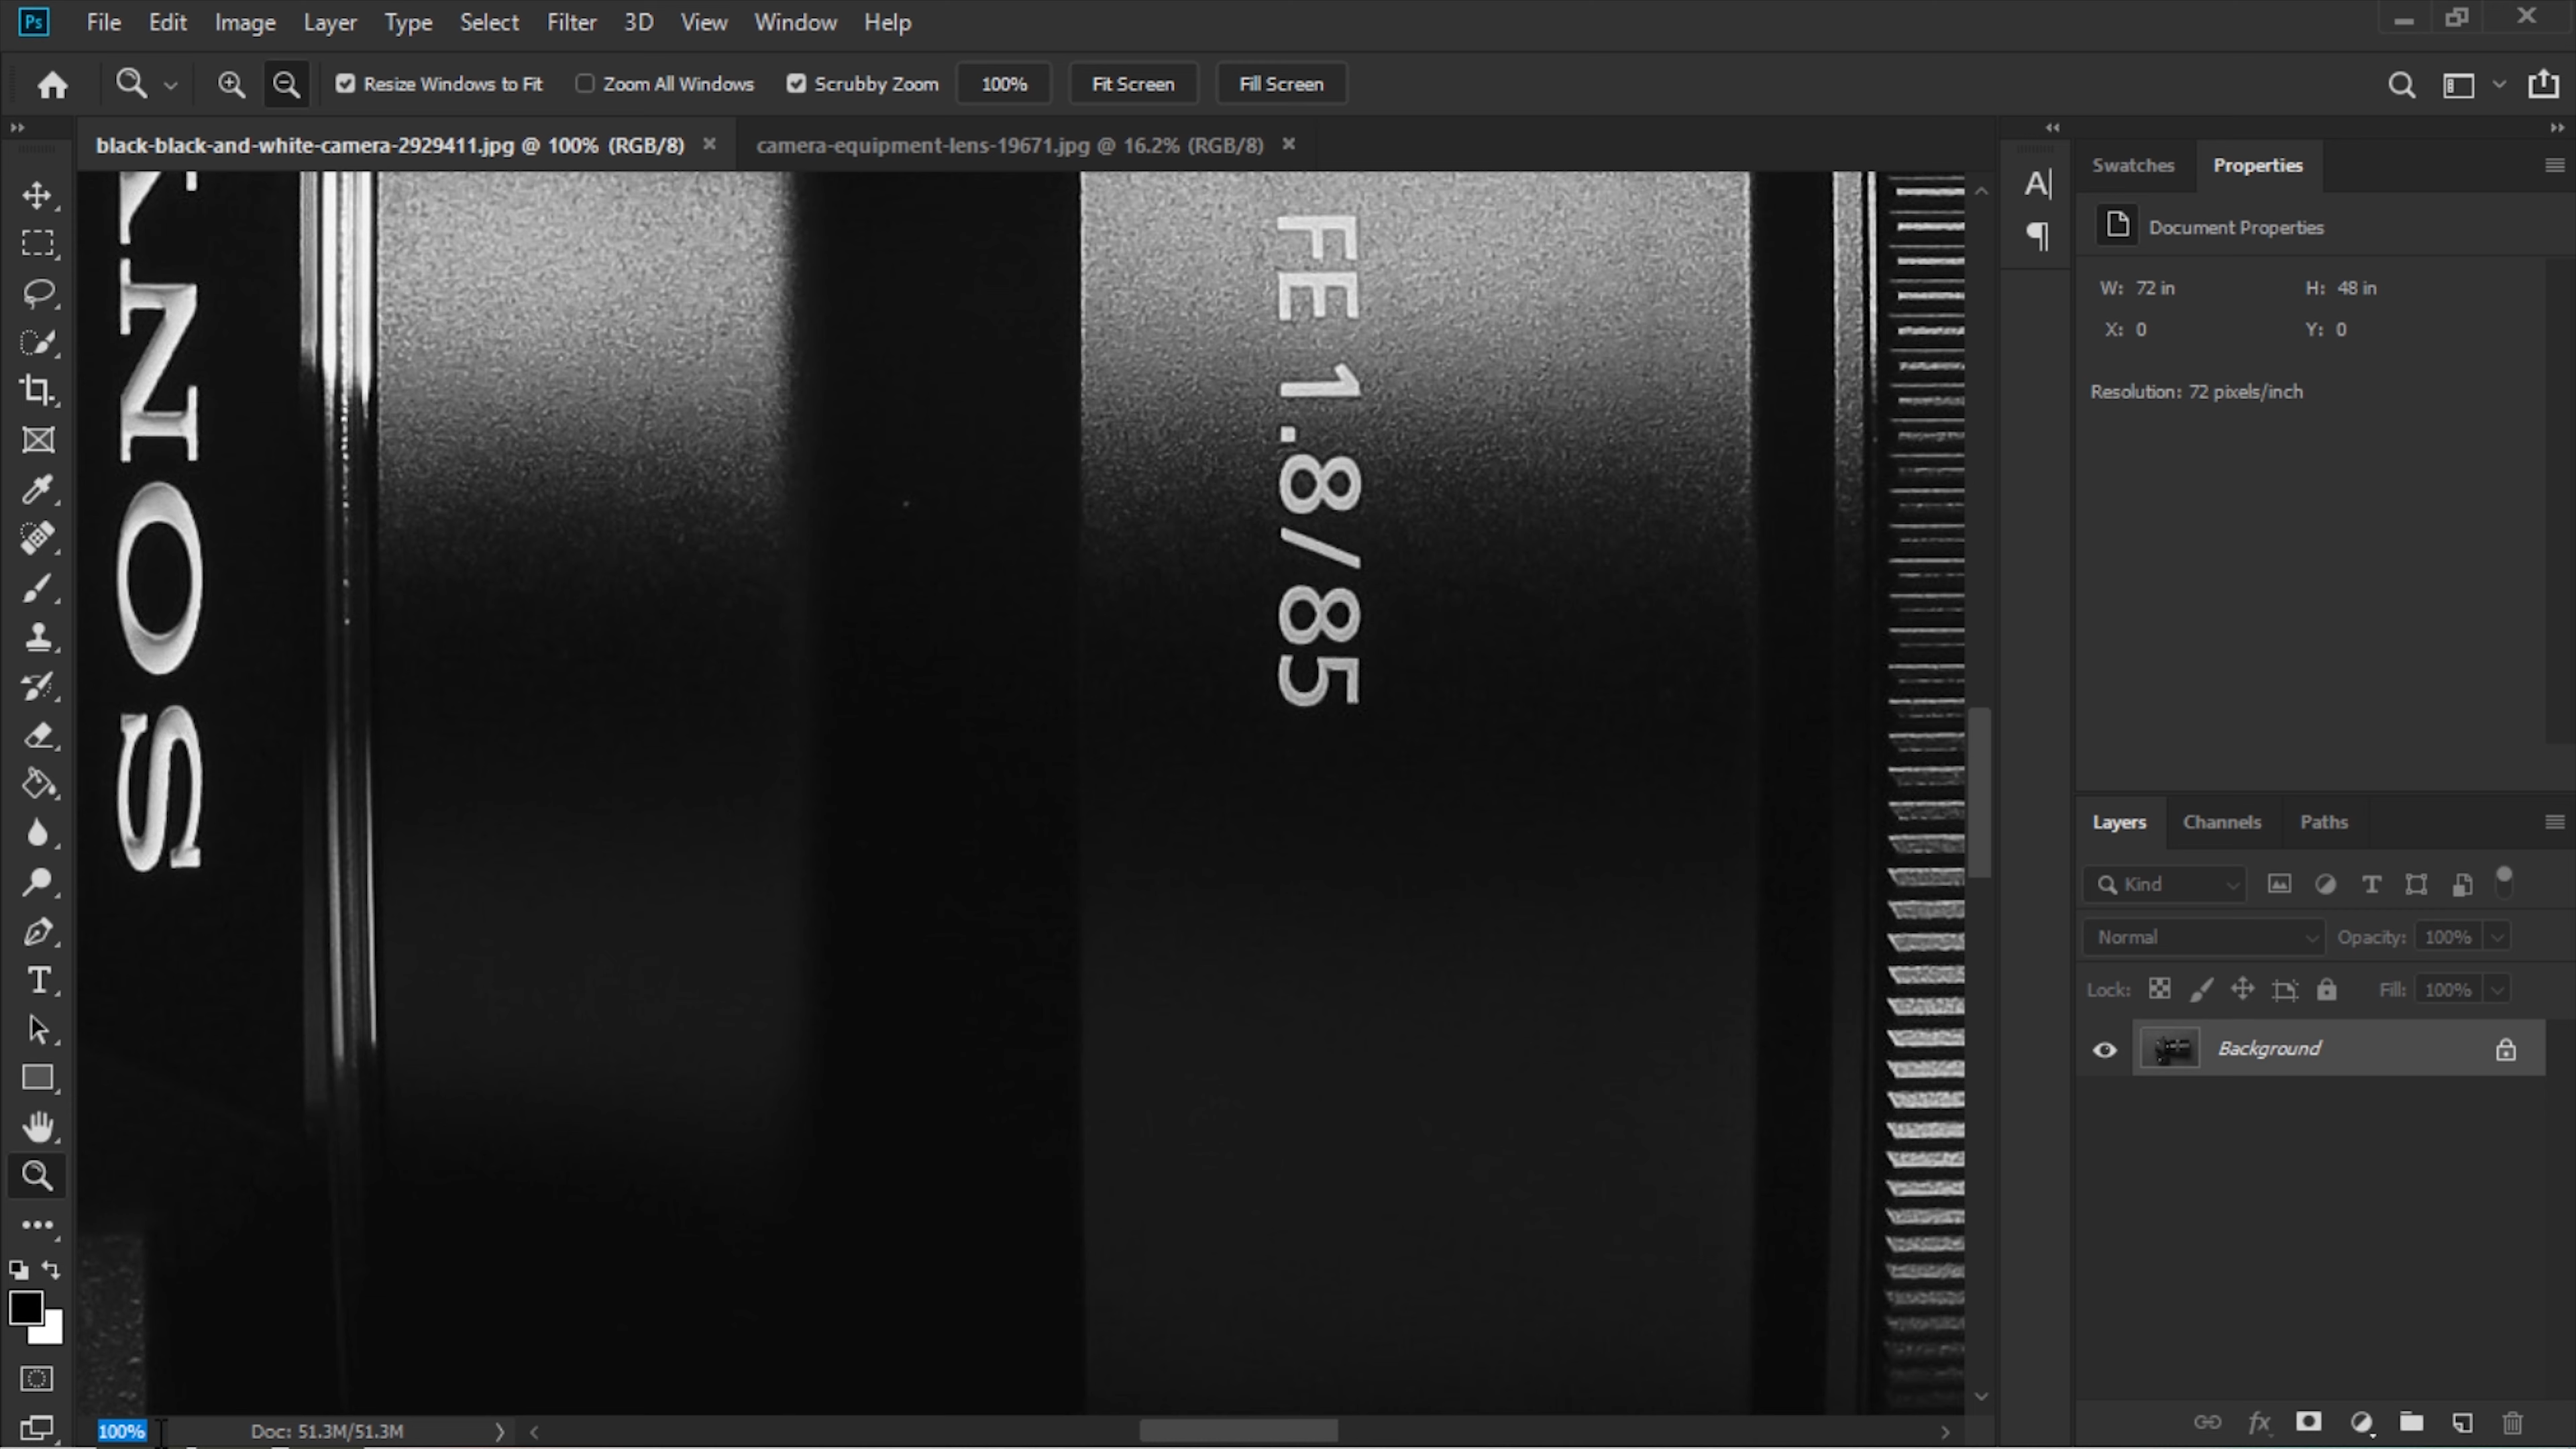 Ps File Edit Image Layer Type Select Filter 3D View Window Help
Resize Windows to Fit Zoom All Windows Scrubby Zoom 100% Fit Screen Fill Screen
black-black-and-white-camera-2929411.jpg @ 100% (RGB/8) × camera-equipment-lens-19671.jpg @ 16.2% (RGB/8) ×
NOS
FE 1.8/85
Swatches Properties
Document Properties
W: 72 in H: 48 in
X: 0 Y: 0
Resolution: 72 pixels/inch
Layers Channels Paths
Kind
Normal Opacity: 100%
Lock: Fill: 100%
Background
fx
100% Doc: 51.3M/51.3M